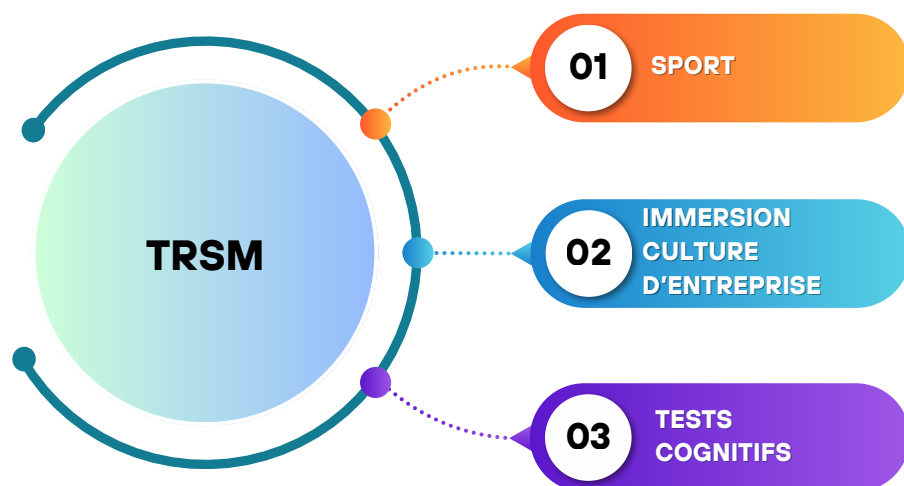 TRSM
01
SPORT
02
IMMERSION
CULTURE
D'ENTREPRISE
03
TESTS
COGNITIFS